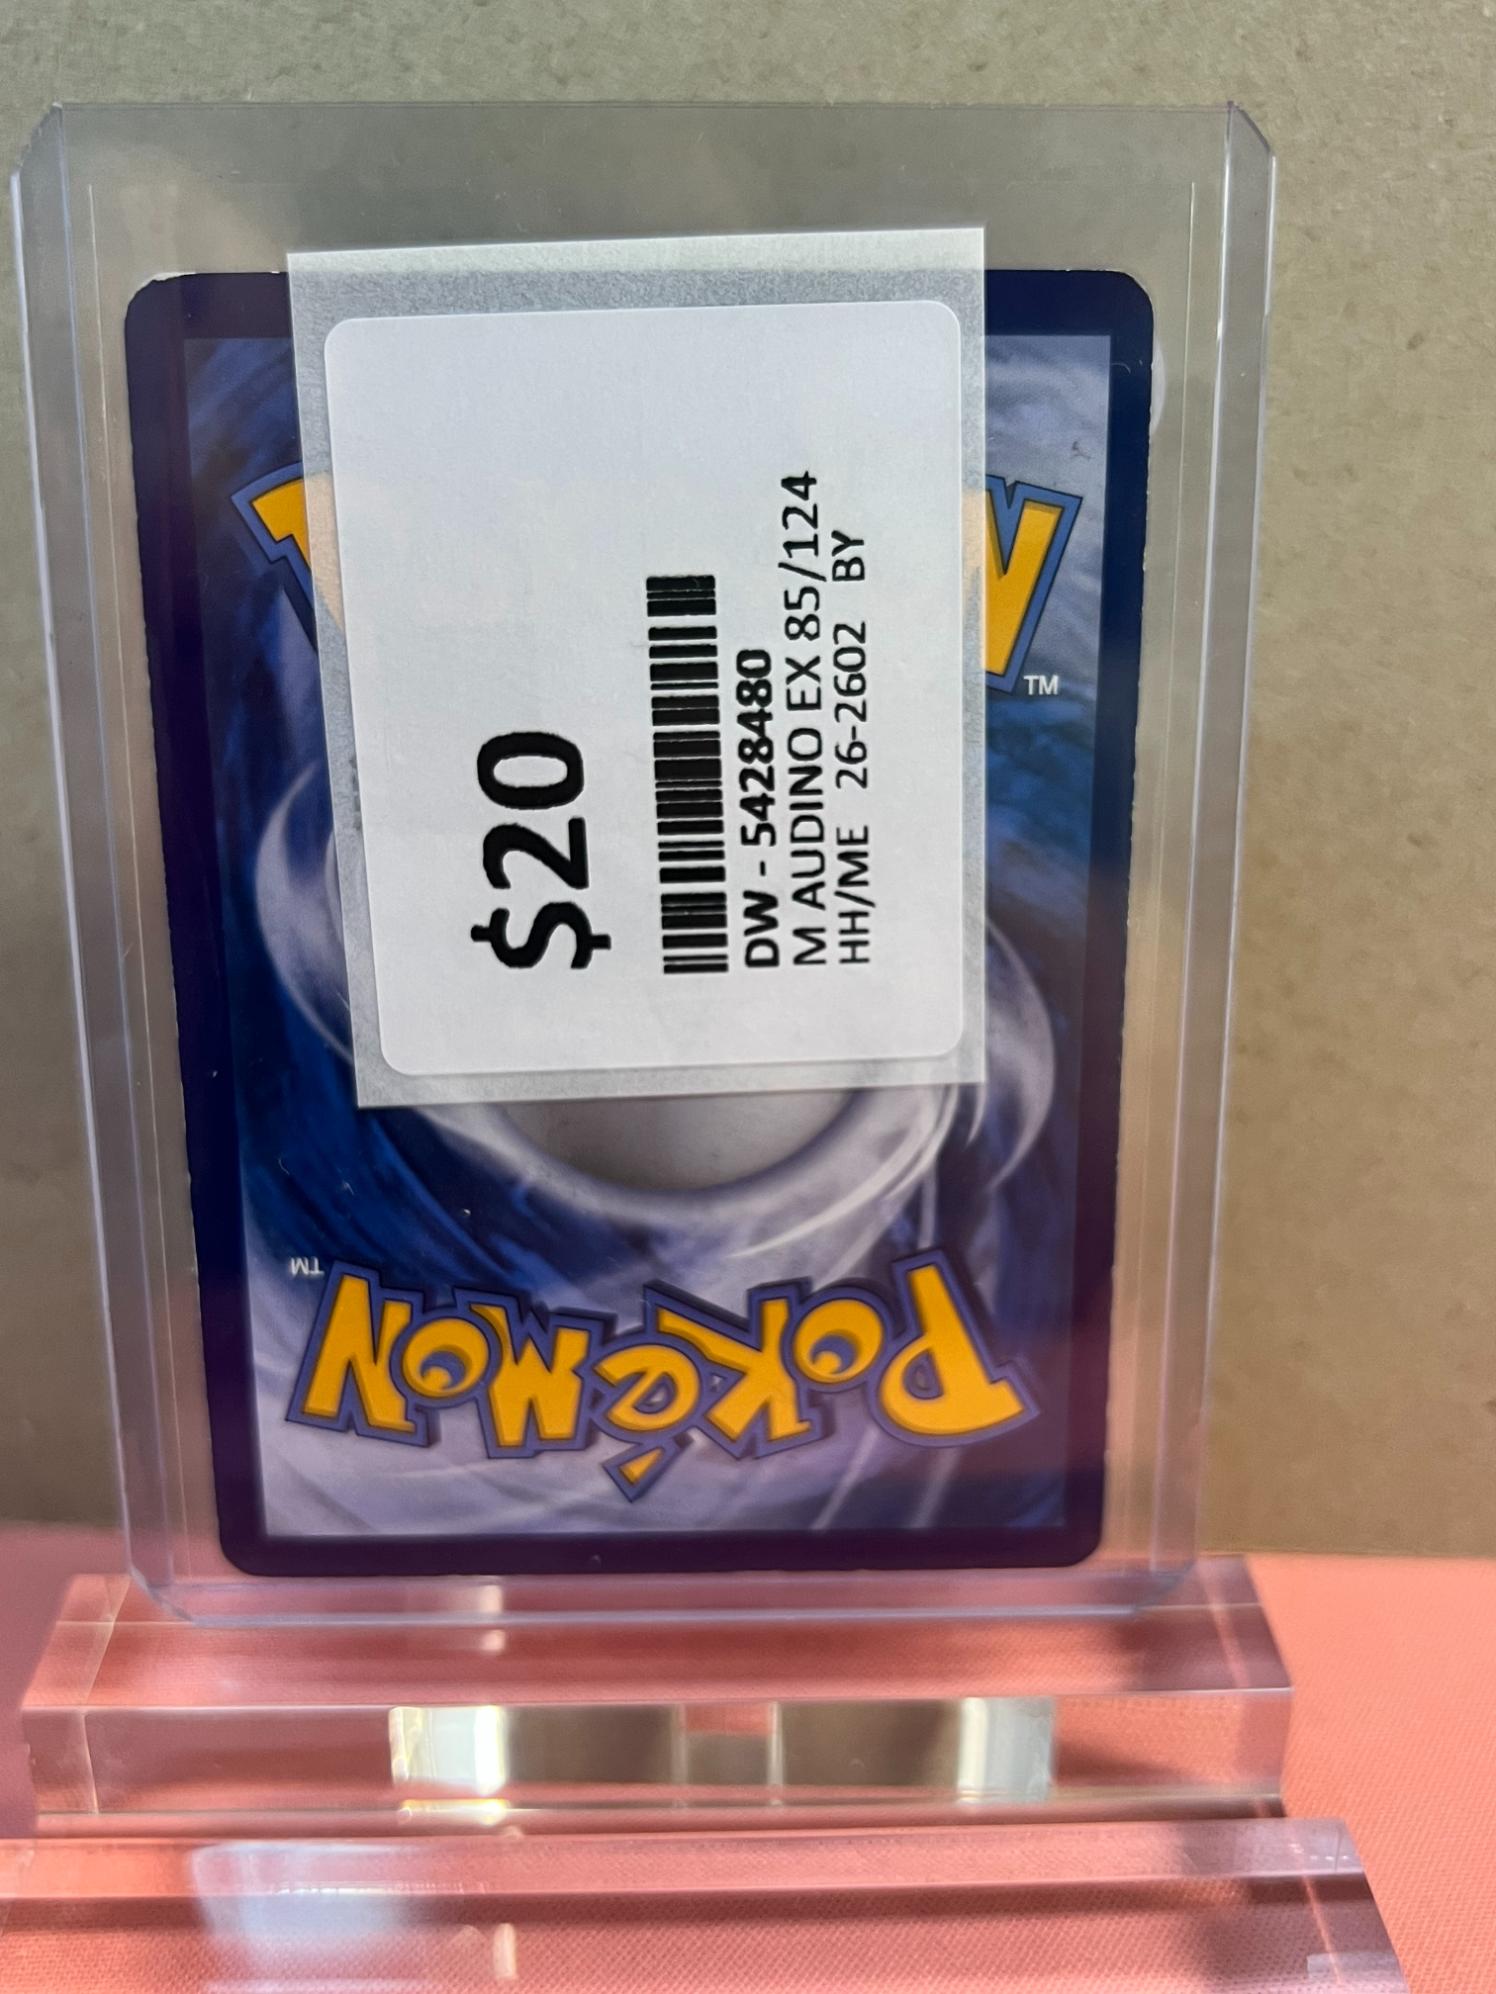 $20
DW - 5428480
M AUDINO EX 85/124
HH/ME 26-2602 BY
TM
POKéMON
TM